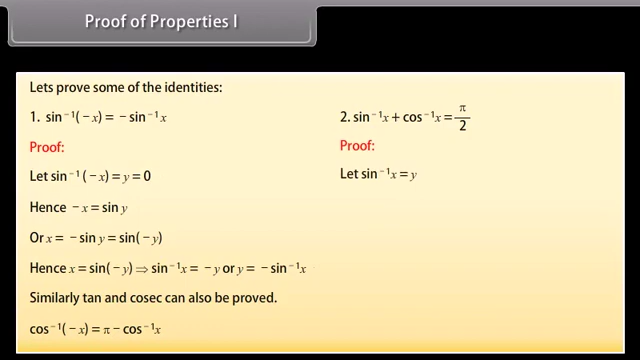 Proof of Properties I
Lets prove some of the identities:
1. sin⁻¹(−x) = − sin⁻¹x
Proof:
Let sin⁻¹(−x) = y = 0
Hence −x = sin y
Or x = − sin y = sin(−y)
Hence x = sin(−y) ⇒ sin⁻¹x = −y or y = − sin⁻¹x
Similarly tan and cosec can also be proved.
cos⁻¹(−x) = π − cos⁻¹x
2. sin⁻¹x + cos⁻¹x = π/2
Proof:
Let sin⁻¹x = y